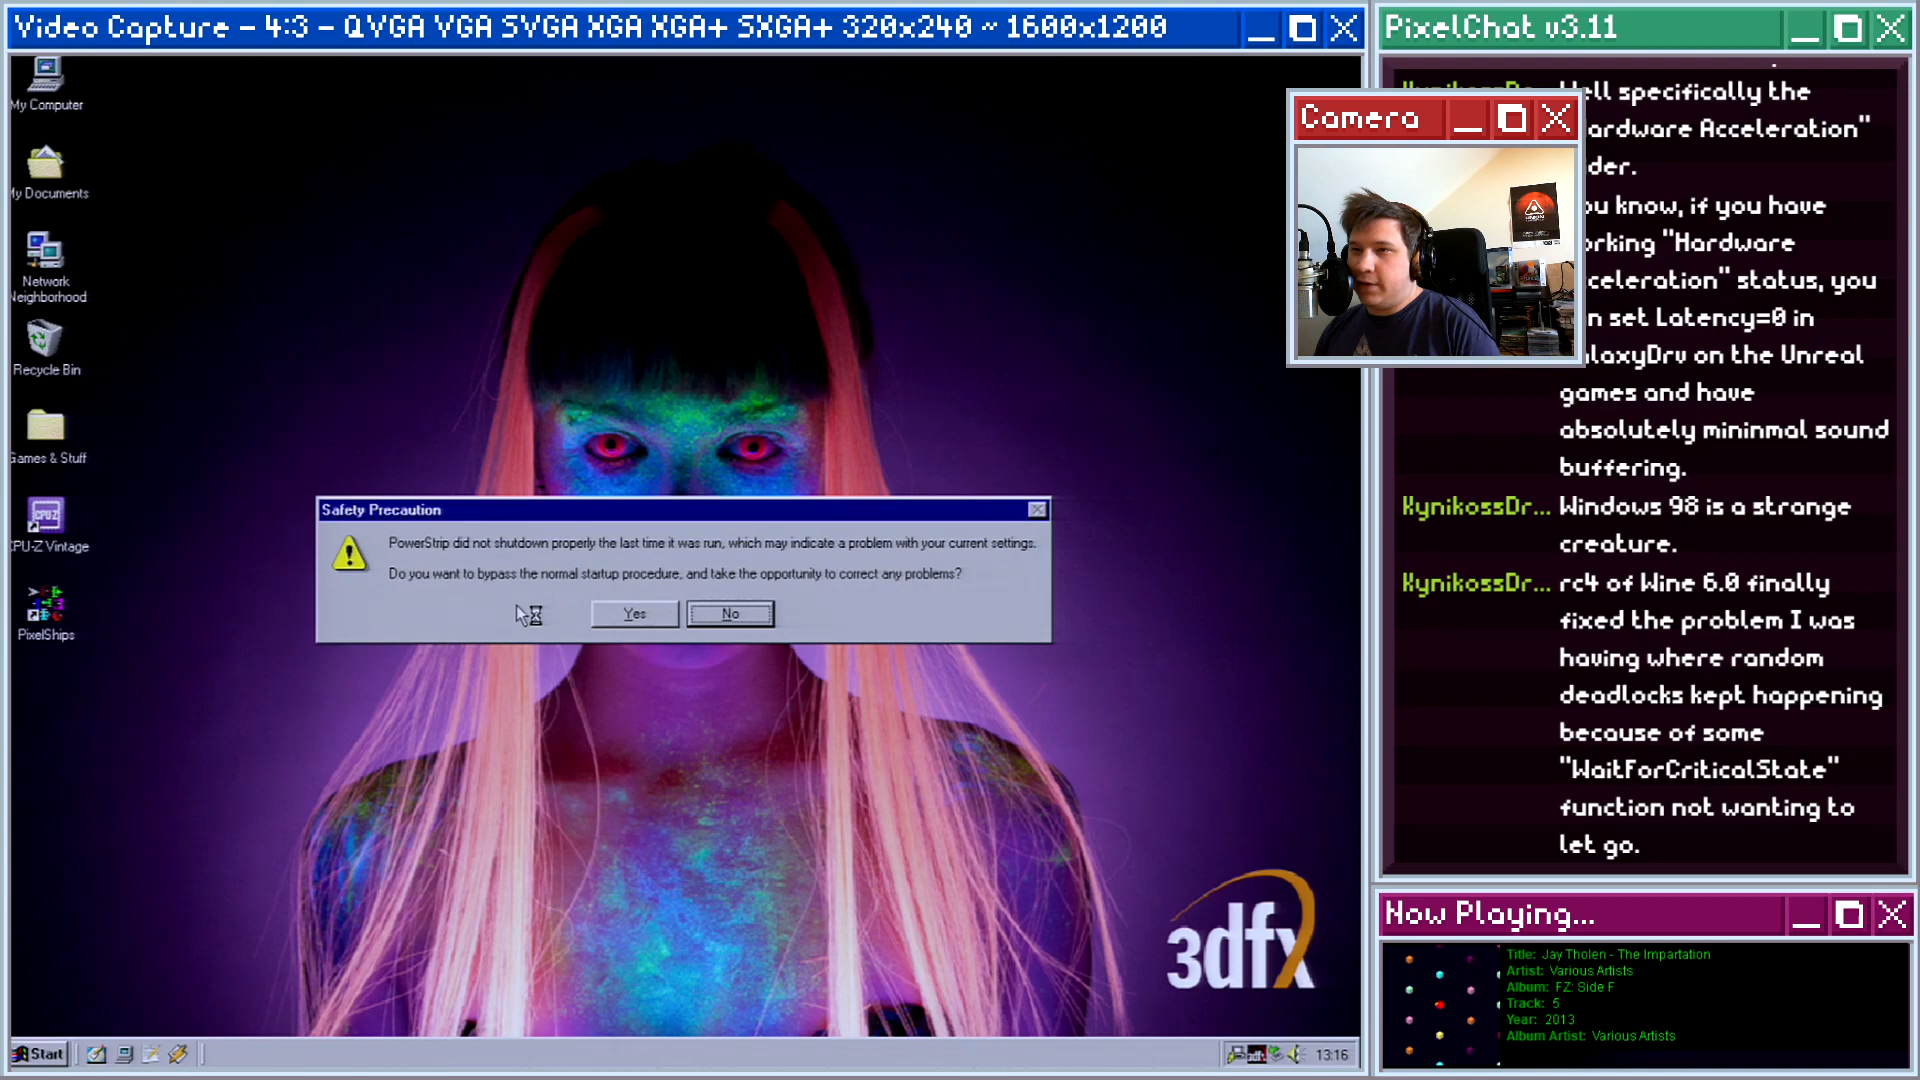 Video Capture - 4:3 - QVGA VGA SVGA XGA XGA+ SXGA+ 320x240 ~ 1600x1200
My Computer
My Documents
Network
Neighborhood
Recycle Bin
Games & Stuff
CPU-Z Vintage
PixelShips
Safety Precaution
PowerStrip did not shutdown properly the last time it was run, which may indicate a problem with your current settings.
Do you want to bypass the normal startup procedure, and take the opportunity to correct any problems?
Yes
No
3dfx
Start
13:16
Camera
PixelChat v3.11
specifically the
Acceleration"
know, if you have
"Hardware
status, you
set Latency=0 in
on the Unreal
games and have
absolutely mininmal sound
buffering.
KynikossDr... Windows 98 is a strange
creature.
KynikossDr... rc4 of Wine 6.0 finally
fixed the problem I was
having where random
deadlocks kept happening
because of some
"WaitForCriticalState"
function not wanting to
let go.
Now Playing...
Title: Jay Tholen - The Impartation
Artist: Various Artists
Album: FZ: Side F
Track: 5
Year: 2013
Album Artist: Various Artists